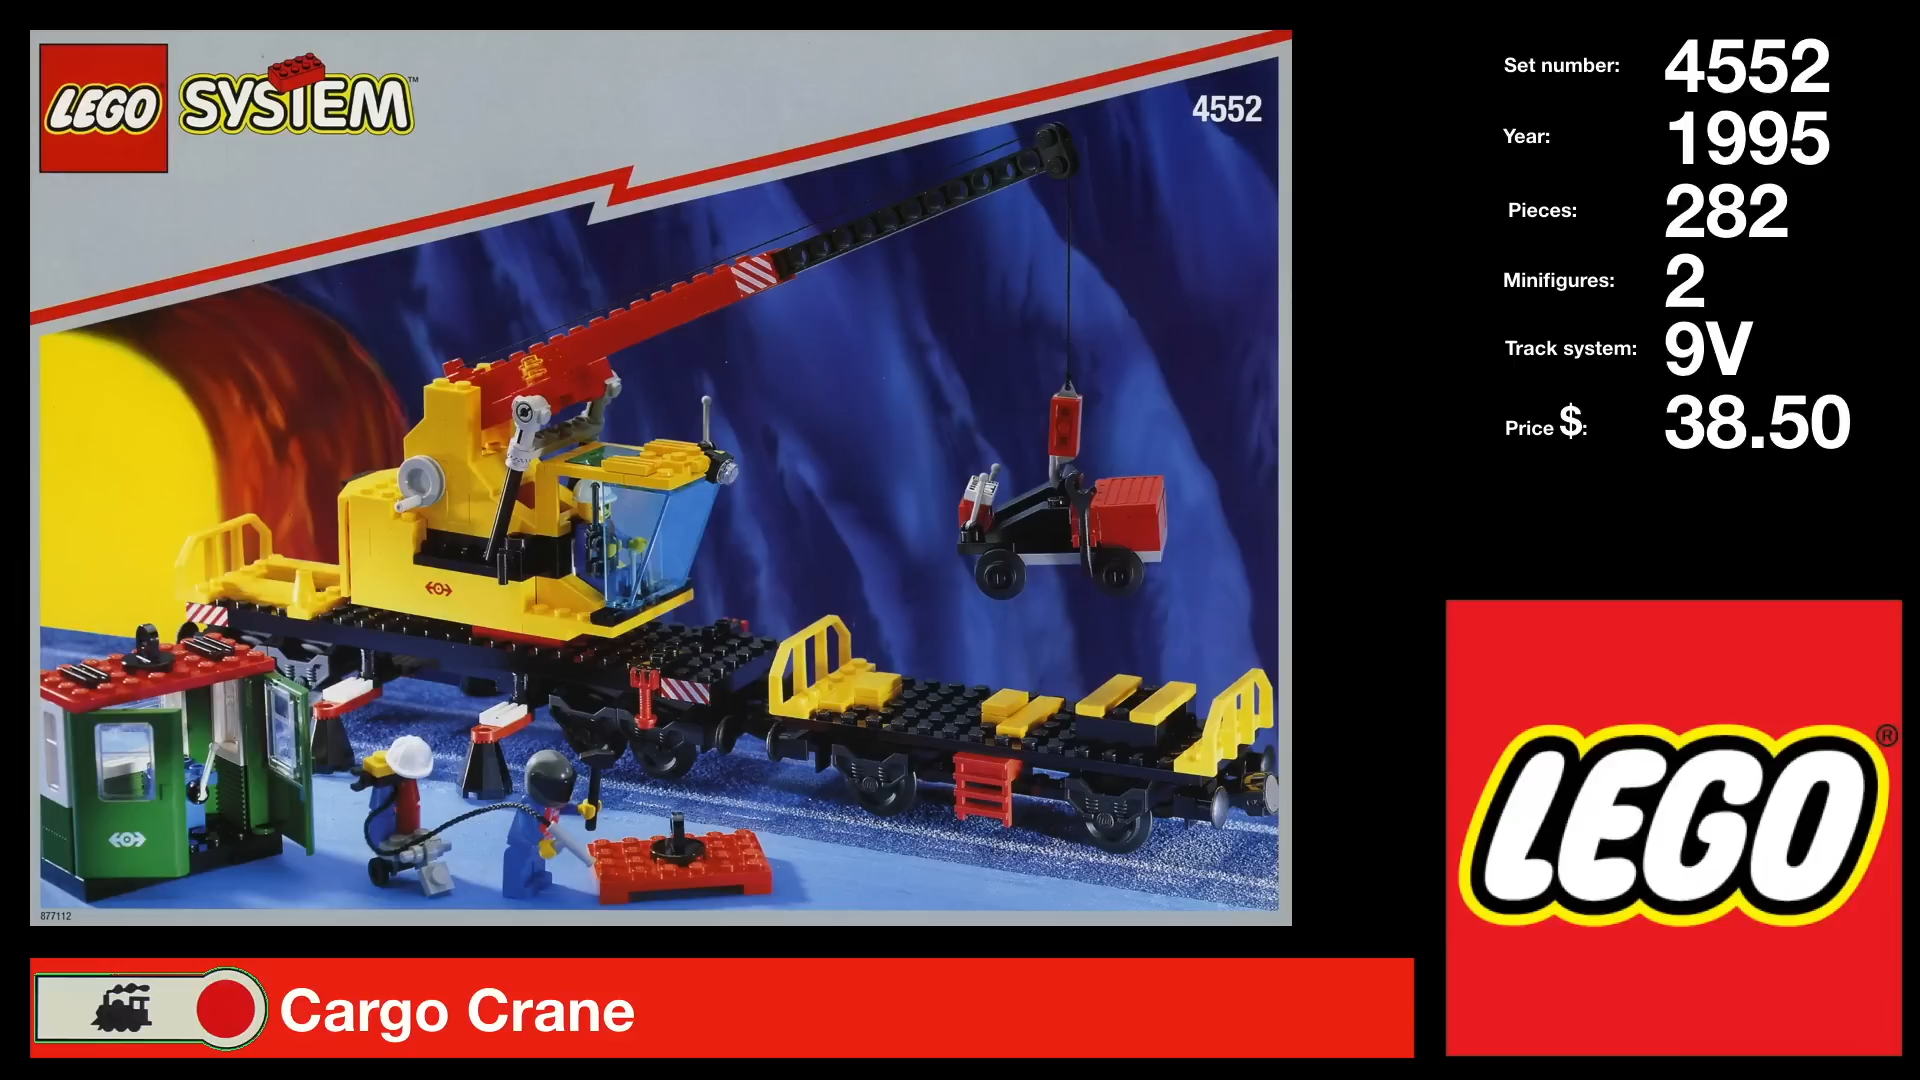 LEGO SYSTEM™
4552
877112
Cargo Crane
Set number: 4552
Year: 1995
Pieces: 282
Minifigures: 2
Track system: 9V
Price $: 38.50
LEGO®